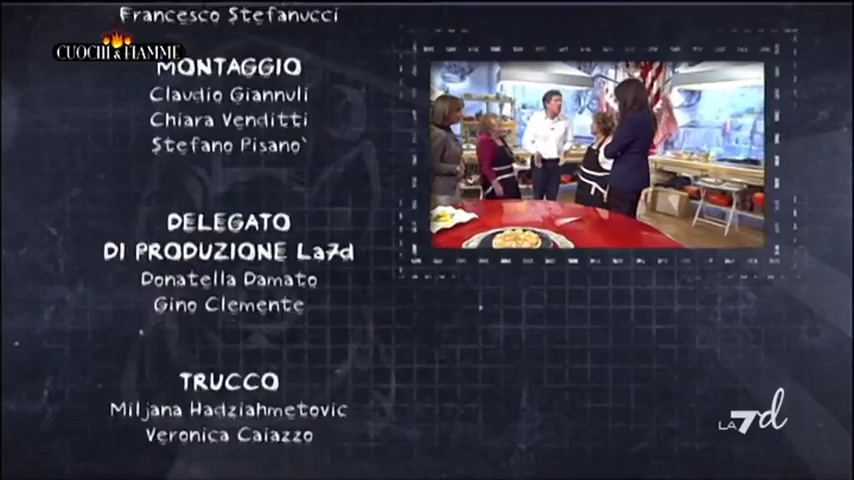 Francesco Stefanucci
CUOCHI & FIAMME
MONTAGGIO
Claudio Giannuli
Chiara Venditti
Stefano Pisano`
DELEGATO
DI PRODUZIONE La7d
Donatella Damato
Gino Clemente
TRUCCO
Miljana Hadziahmetovic
Veronica Caiazzo
LA7d